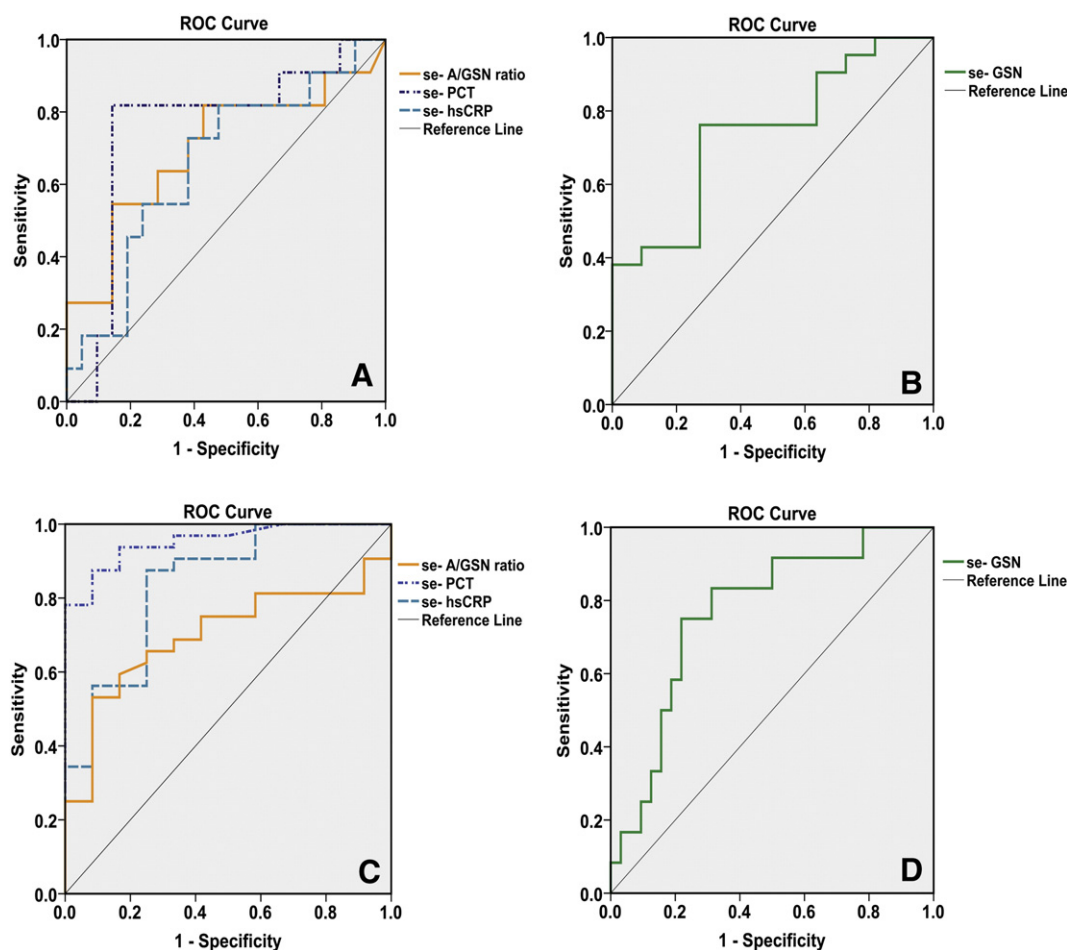 ROC Curve
1.0
0.8
0.6
0.4
0.2
0.0
Sensitivity
0.0 0.2 0.4 0.6 0.8 1.0
1 - Specificity
se- A/GSN ratio
se- PCT
se- hsCRP
Reference Line
A
ROC Curve
1.0
0.8
0.6
0.4
0.2
0.0
Sensitivity
0.0 0.2 0.4 0.6 0.8 1.0
1 - Specificity
se- GSN
Reference Line
B
ROC Curve
1.0
0.8
0.6
0.4
0.2
0.0
Sensitivity
0.0 0.2 0.4 0.6 0.8 1.0
1 - Specificity
se- A/GSN ratio
se- PCT
se- hsCRP
Reference Line
C
ROC Curve
1.0
0.8
0.6
0.4
0.2
0.0
Sensitivity
0.0 0.2 0.4 0.6 0.8 1.0
1 - Specificity
se- GSN
Reference Line
D